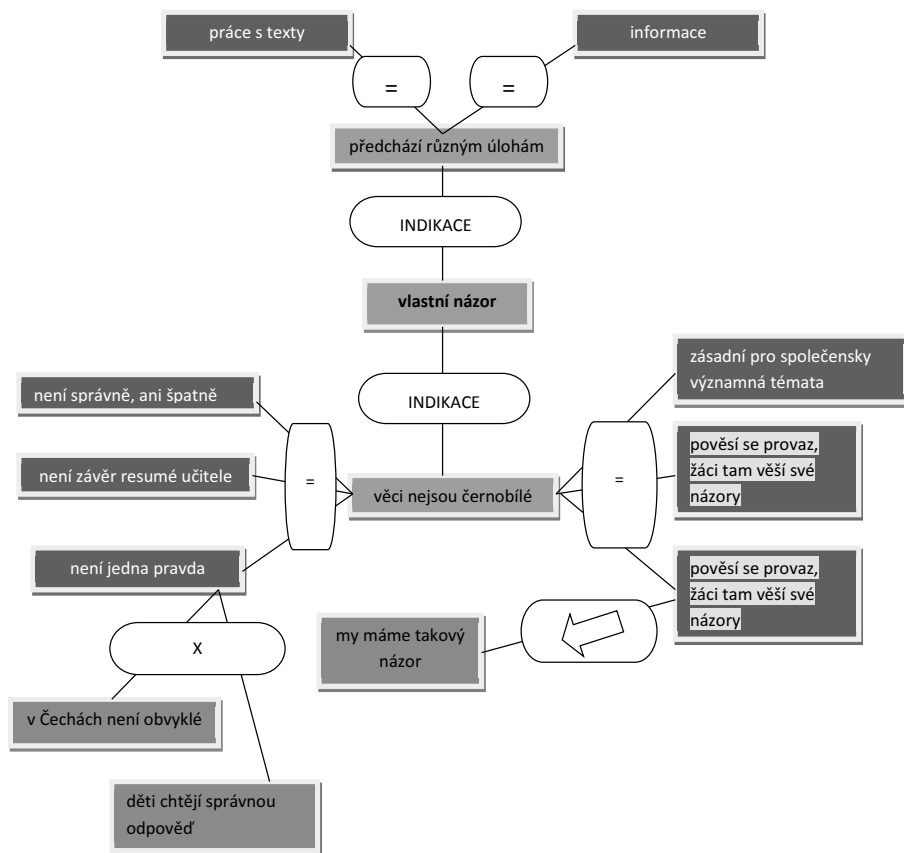 práce s texty
informace
=
=
předchází různým úlohám
INDIKACE
vlastní názor
INDIKACE
není správně, ani špatně
není závěr resumé učitele
není jedna pravda
=
věci nejsou černobílé
=
zásadní pro společensky
významná témata
pověsí se provaz,
žáci tam věší své
názory
pověsí se provaz,
žáci tam věší své
názory
my máme takový
názor
X
v Čechách není obvyklé
děti chtějí správnou
odpověď